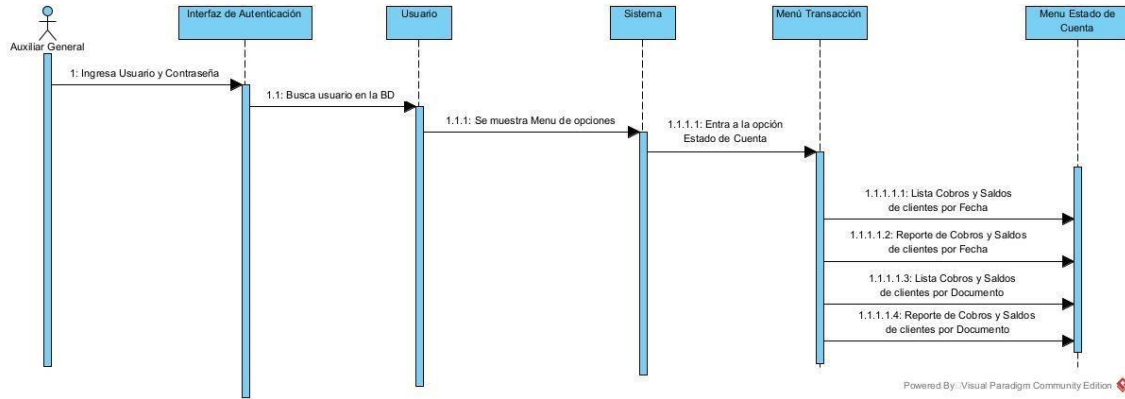 Interfaz de Autenticación
Usuario
Sistema
Menú Transacción
Menu Estado de
Cuenta
Auxiliar General
1: Ingresa Usuario y Contraseña
1.1: Busca usuario en la BD
1.1.1: Se muestra Menu de opciones
1.1.1.1: Entra a la opción
Estado de Cuenta
1.1.1.1.1: Lista Cobros y Saldos
de clientes por Fecha
1.1.1.1.2: Reporte de Cobros y Saldos
de clientes por Fecha
1.1.1.1.3: Lista Cobros y Saldos
de clientes por Documento
1.1.1.1.4: Reporte de Cobros y Saldos
de clientes por Documento
Powered By Visual Paradigm Community Edition